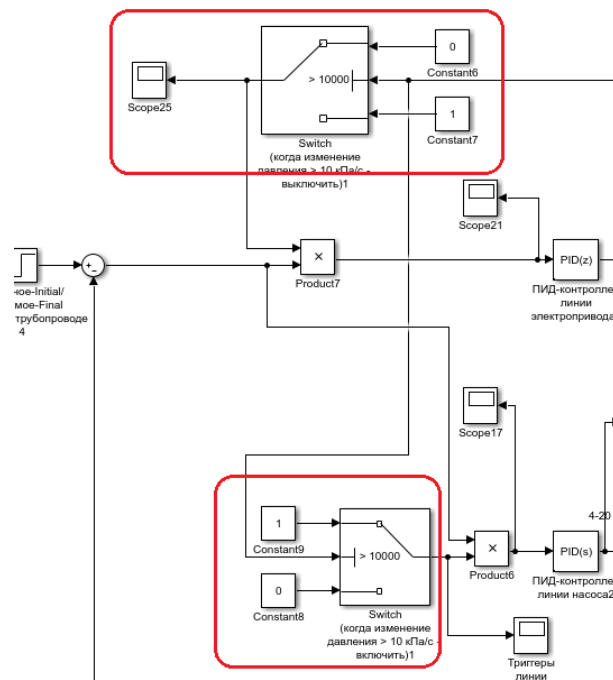 0
Constant6
> 10000
Scope25
1
Constant7
Switch
(когда изменение
давления > 10 кПа/с -
выключить)1
Scope21
+
−
×
Product7
PID(z)
ПИД-контролле
линии
электропривода
ное-Initial/
мое-Final
трубопроводе
4
Scope17
4-20
1
Constant9
> 10000
0
Constant8
Switch
(когда изменение
давления > 10 кПа/с -
включить)1
×
Product6
PID(s)
ПИД-контролле
линии насоса2
Триггеры
линии